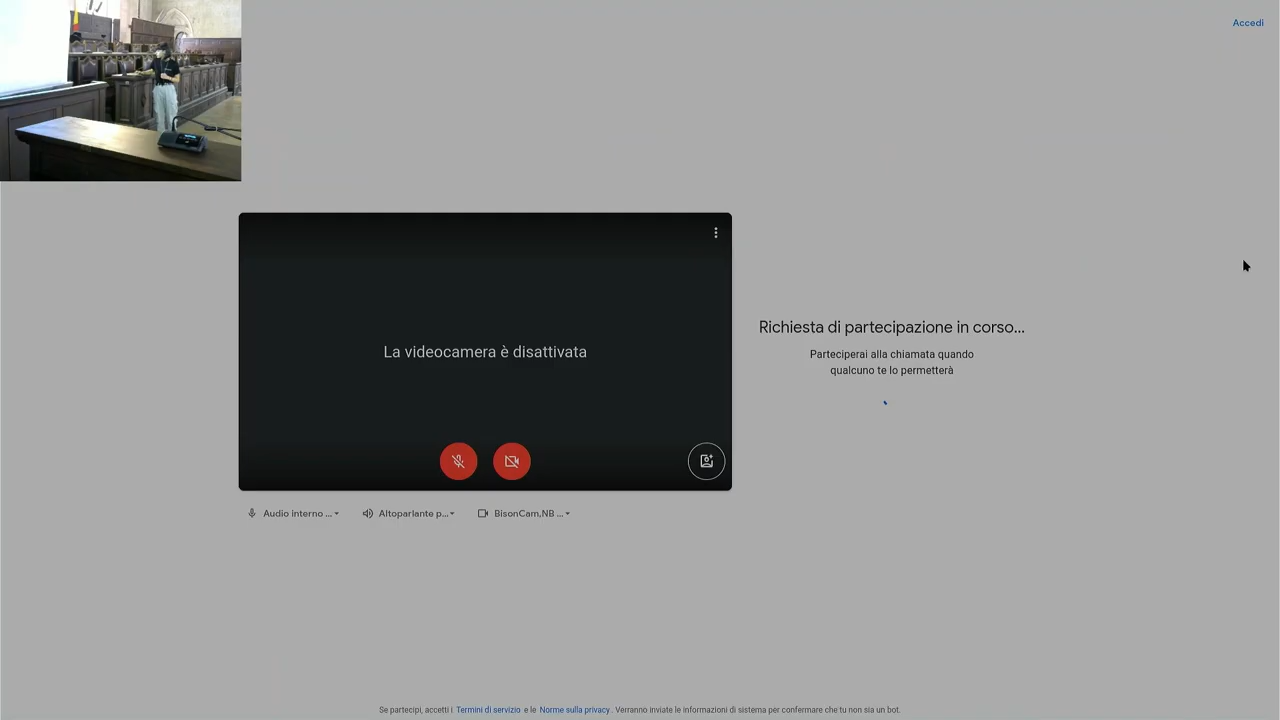 Accedi
La videocamera è disattivata
Richiesta di partecipazione in corso...
Parteciperai alla chiamata quando
qualcuno te lo permetterà
Audio interno ...
Altoparlante p...
BisonCam,NB ...
Se partecipi, accetti i Termini di servizio e le Norme sulla privacy. Verranno inviate le informazioni di sistema per confermare che tu non sia un bot.